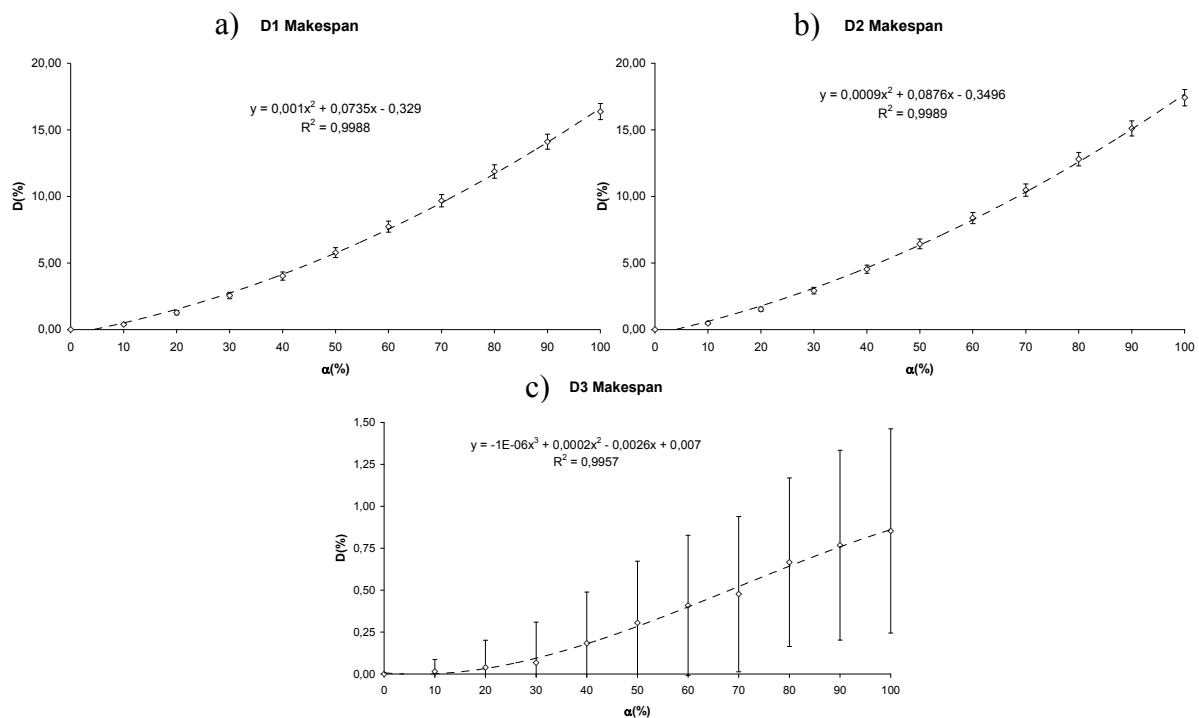 a) D1 Makespan
20,00
15,00
10,00
5,00
0,00
D(%)
y = 0,001x² + 0,0735x - 0,329
R² = 0,9988
0 10 20 30 40 50 60 70 80 90 100
α(%)
b) D2 Makespan
20,00
15,00
10,00
5,00
0,00
D(%)
y = 0,0009x² + 0,0876x - 0,3496
R² = 0,9989
0 10 20 30 40 50 60 70 80 90 100
α(%)
c) D3 Makespan
1,50
1,25
1,00
0,75
0,50
0,25
0,00
D(%)
y = -1E-06x³ + 0,0002x² - 0,0026x + 0,007
R² = 0,9957
0 10 20 30 40 50 60 70 80 90 100
α(%)